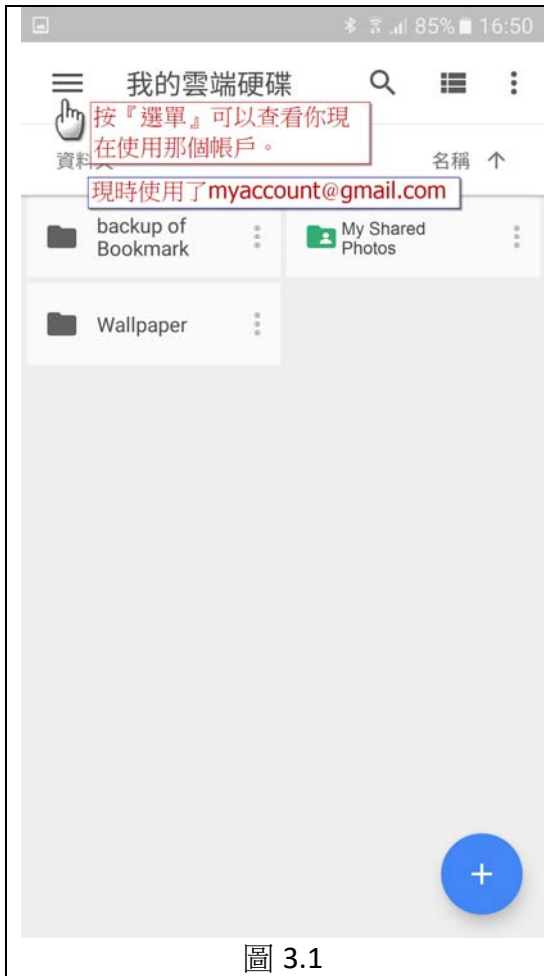 85% 16:50
我的雲端硬碟
按『選單』可以查看你現
在使用那個帳戶。
資料 名稱
現時使用了myaccount@gmail.com
backup of
Bookmark
My Shared
Photos
Wallpaper
圖 3.1